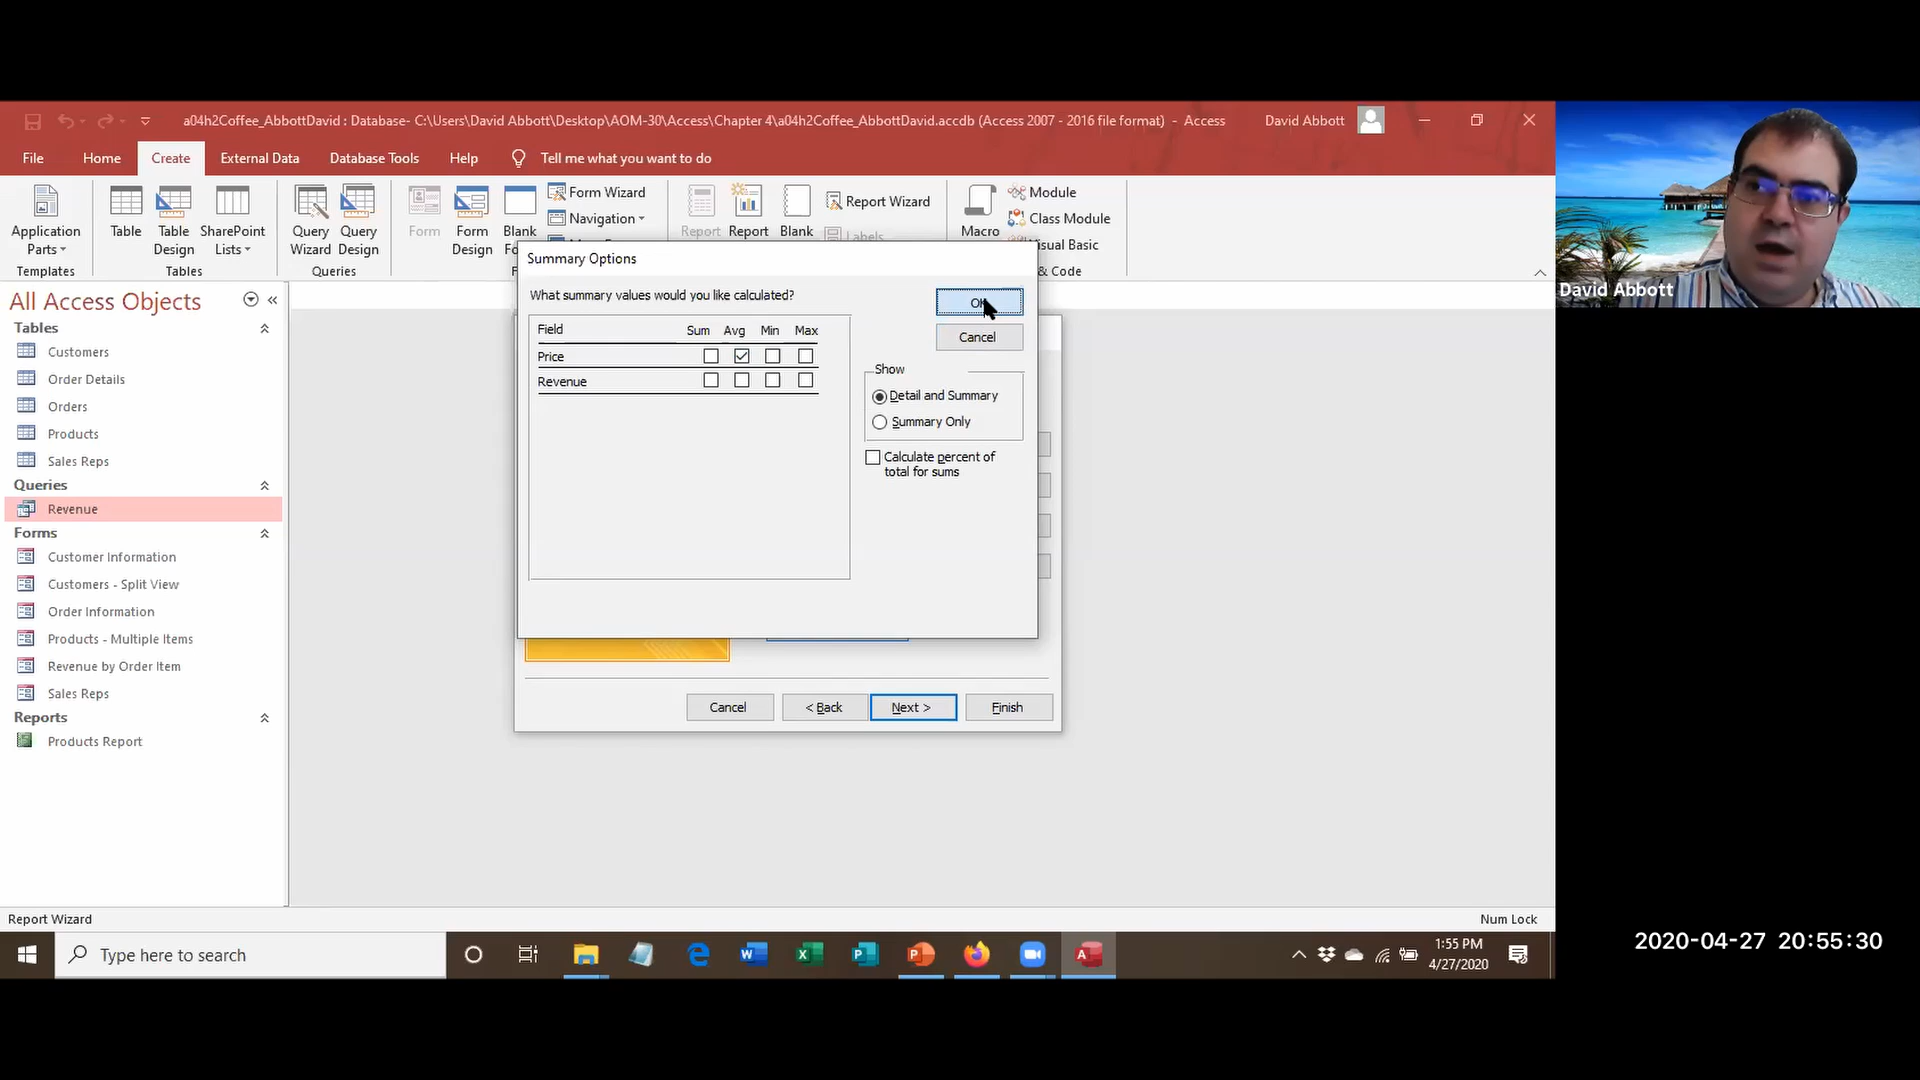 a04h2Coffee_AbbottDavid : Database- C:\Users\David Abbott\Desktop\AOM-30\Access\Chapter 4\a04h2Coffee_AbbottDavid.accdb (Access 2007 - 2016 file format) - Access
David Abbott
File Home Create External Data Database Tools Help Tell me what you want to do
Application Parts
Templates
Table
Table Design
SharePoint Lists
Tables
Query Wizard
Query Design
Queries
Form
Form Design
Blank
Form Wizard
Navigation
Report
Report
Blank
Report Wizard
Labels
Macro
Module
Class Module
Visual Basic
& Code
All Access Objects
Tables
Customers
Order Details
Orders
Products
Sales Reps
Queries
Revenue
Forms
Customer Information
Customers - Split View
Order Information
Products - Multiple Items
Revenue by Order Item
Sales Reps
Reports
Products Report
Summary Options
What summary values would you like calculated?
Field Sum Avg Min Max
Price
Revenue
OK
Cancel
Show
Detail and Summary
Summary Only
Calculate percent of
total for sums
Cancel < Back Next > Finish
Report Wizard
Num Lock
Type here to search
1:55 PM
4/27/2020
David Abbott
2020-04-27 20:55:30